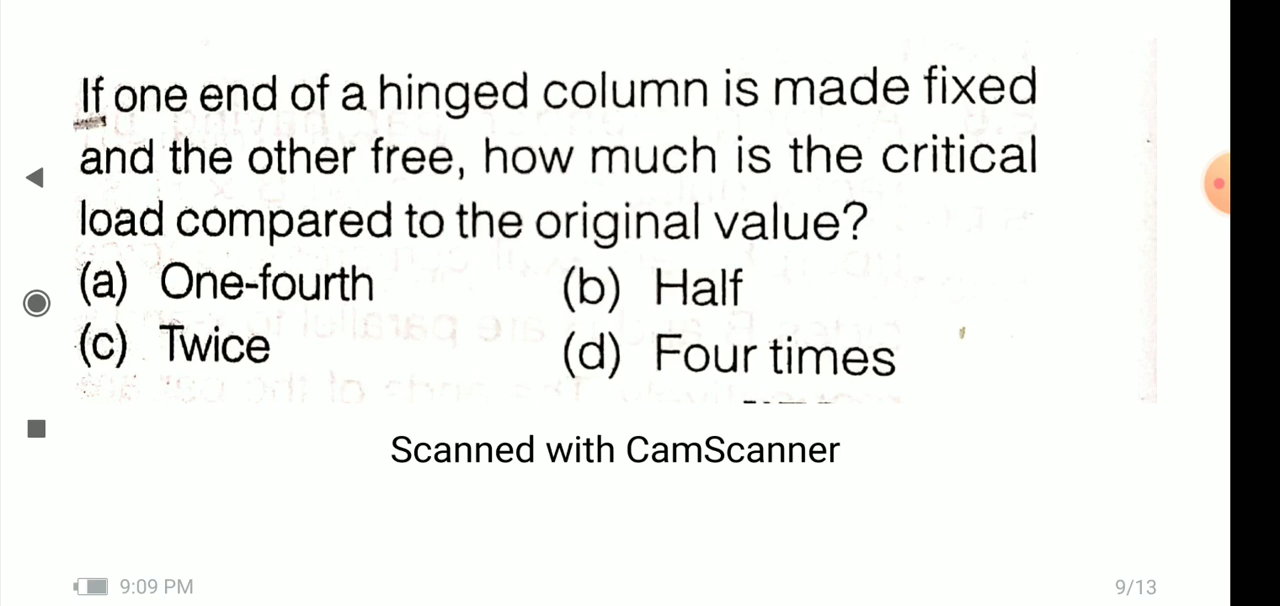 If one end of a hinged column is made fixed
and the other free, how much is the critical
load compared to the original value?
(a) One-fourth (b) Half
(c) Twice (d) Four times
Scanned with CamScanner
9:09 PM 9/13